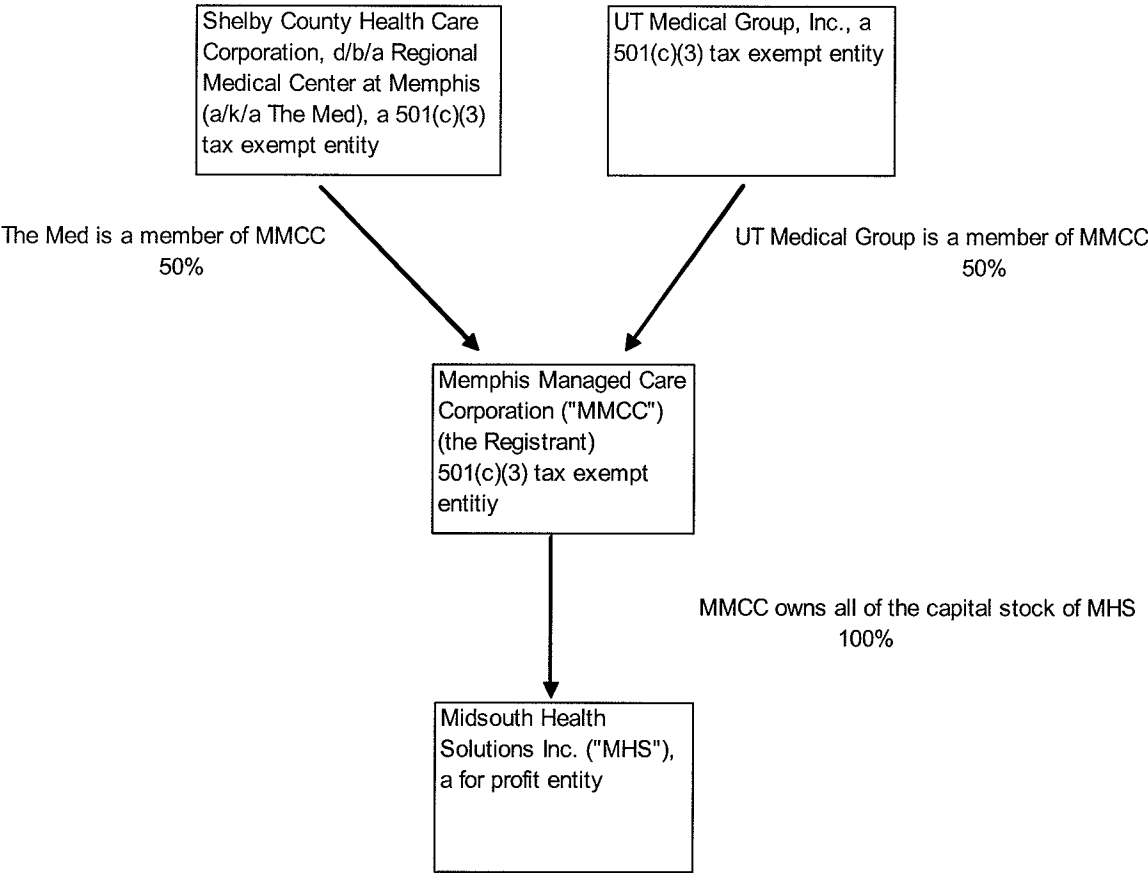 Shelby County Health Care
Corporation, d/b/a Regional
Medical Center at Memphis
(a/k/a The Med), a 501(c)(3)
tax exempt entity
UT Medical Group, Inc., a
501(c)(3) tax exempt entity
The Med is a member of MMCC
50%
UT Medical Group is a member of MMCC
50%
Memphis Managed Care
Corporation ("MMCC")
(the Registrant)
501(c)(3) tax exempt
entitiy
MMCC owns all of the capital stock of MHS
100%
Midsouth Health
Solutions Inc. ("MHS"),
a for profit entity